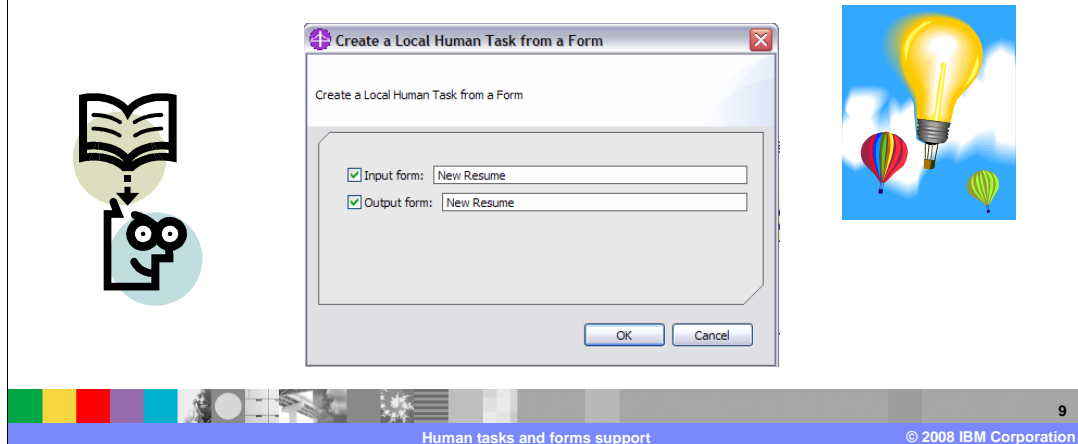 Create a Local Human Task from a Form
Create a Local Human Task from a Form
Input form: New Resume
Output form: New Resume
OK Cancel
9
Human tasks and forms support © 2008 IBM Corporation